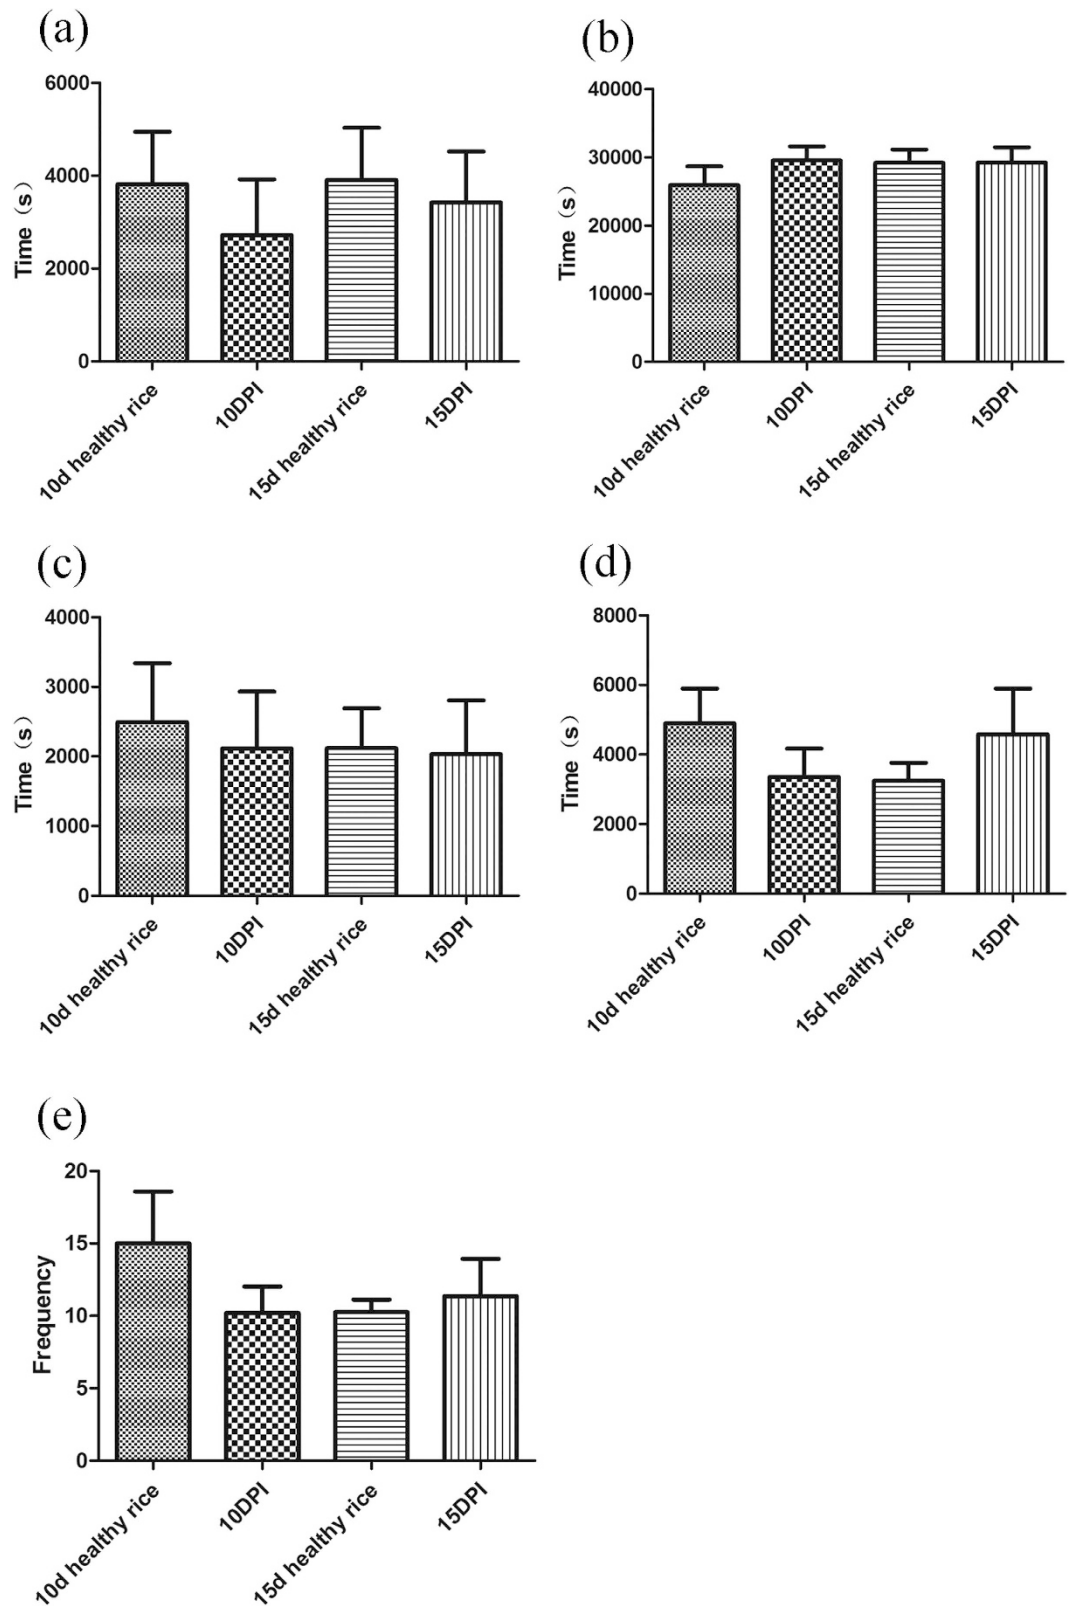 (a)
6000
4000
2000
0
Time (s)
10d healthy rice
10DPI
15d healthy rice
15DPI
(b)
40000
30000
20000
10000
0
Time (s)
10d healthy rice
10DPI
15d healthy rice
15DPI
(c)
4000
3000
2000
1000
0
Time (s)
10d healthy rice
10DPI
15d healthy rice
15DPI
(d)
8000
6000
4000
2000
0
Time (s)
10d healthy rice
10DPI
15d healthy rice
15DPI
(e)
20
15
10
5
0
Frequency
10d healthy rice
10DPI
15d healthy rice
15DPI